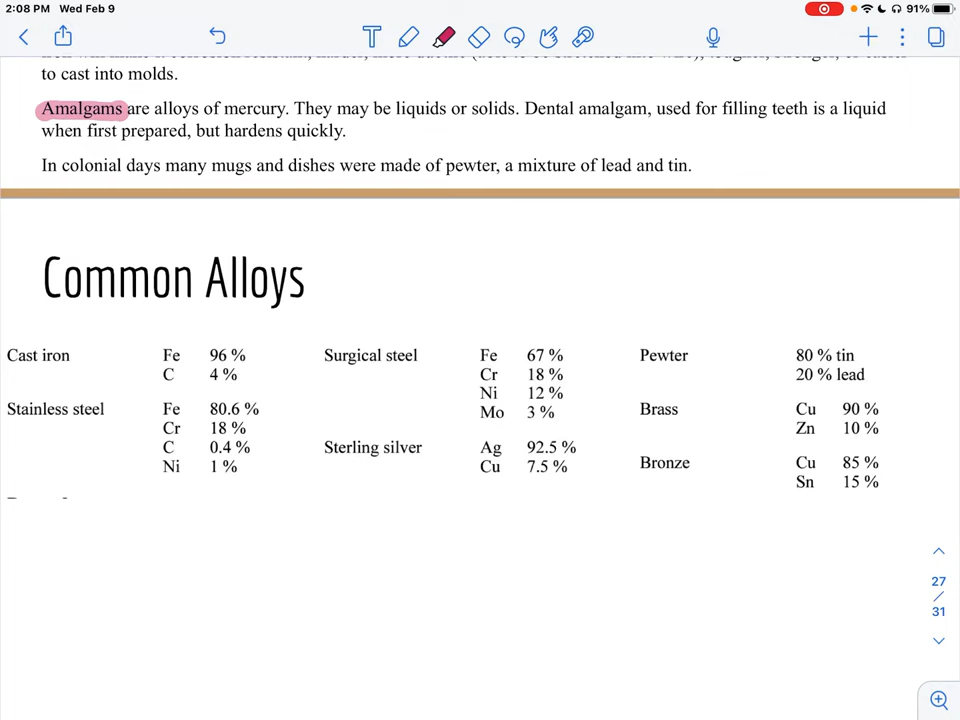 2:08 PM Wed Feb 9
91%
to cast into molds.
Amalgams are alloys of mercury. They may be liquids or solids. Dental amalgam, used for filling teeth is a liquid
when first prepared, but hardens quickly.
In colonial days many mugs and dishes were made of pewter, a mixture of lead and tin.
Common Alloys
Cast iron Fe 96 %
C 4 %
Stainless steel Fe 80.6 %
Cr 18 %
C 0.4 %
Ni 1 %
Surgical steel Fe 67 %
Cr 18 %
Ni 12 %
Mo 3 %
Sterling silver Ag 92.5 %
Cu 7.5 %
Pewter 80 % tin
20 % lead
Brass Cu 90 %
Zn 10 %
Bronze Cu 85 %
Sn 15 %
27
/
31